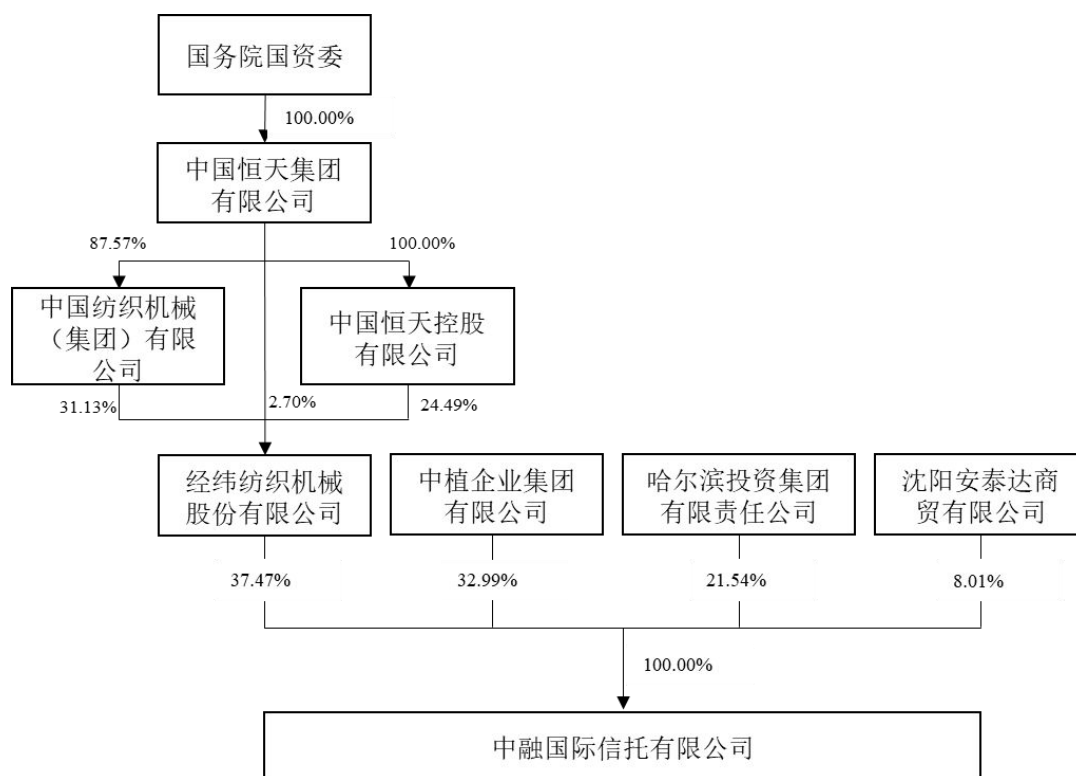 国务院国资委
100.00%
中国恒天集团
有限公司
87.57%
100.00%
中国纺织机械
（集团）有限
公司
中国恒天控股
有限公司
31.13%
2.70%
24.49%
经纬纺织机械
股份有限公司
中植企业集团
有限公司
哈尔滨投资集团
有限责任公司
沈阳安泰达商
贸有限公司
37.47%
32.99%
21.54%
8.01%
100.00%
中融国际信托有限公司